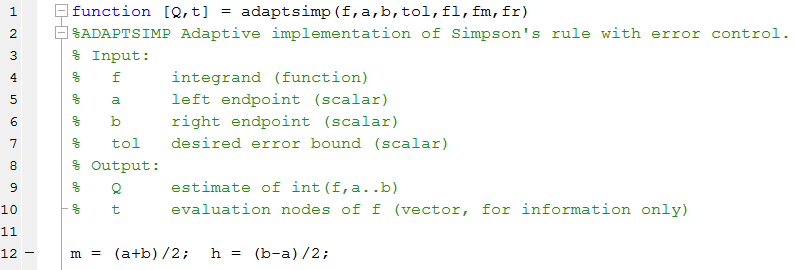 1 function [Q,t] = adaptsimp(f,a,b,tol,fl,fm,fr)
2 %ADAPTSIMP Adaptive implementation of Simpson's rule with error control.
3 % Input:
4 %   f     integrand (function)
5 %   a     left endpoint (scalar)
6 %   b     right endpoint (scalar)
7 %   tol   desired error bound (scalar)
8 % Output:
9 %   Q     estimate of int(f,a..b)
10 %   t     evaluation nodes of f (vector, for information only)
11
12 – m = (a+b)/2;  h = (b-a)/2;